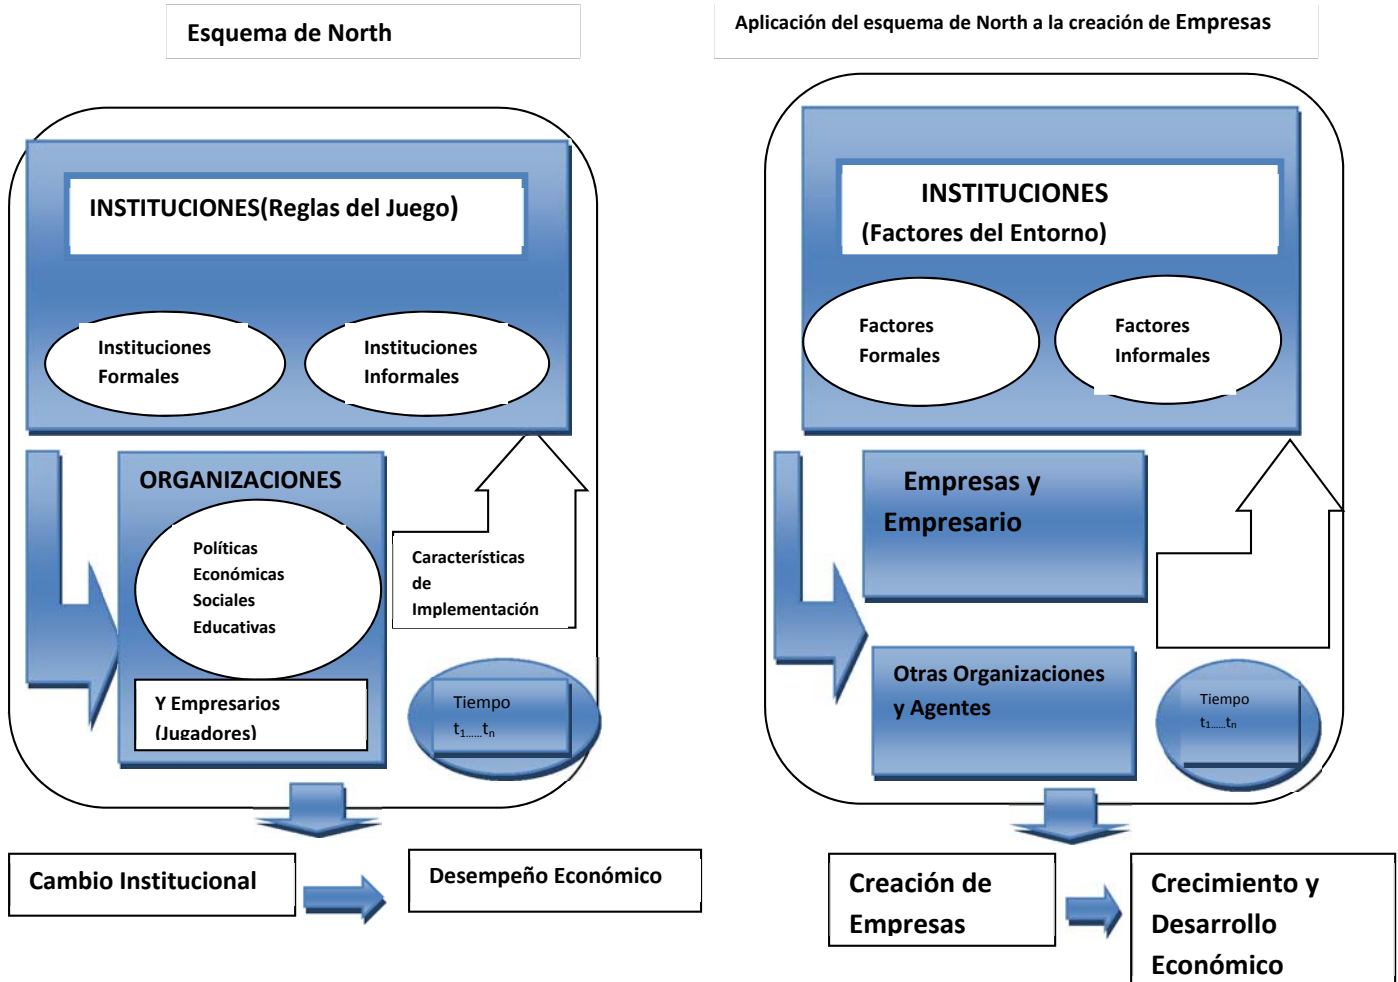 Esquema de North
INSTITUCIONES(Reglas del Juego)
Instituciones
Formales
Instituciones
Informales
ORGANIZACIONES
Políticas
Económicas
Sociales
Educativas
Y Empresarios
(Jugadores)
Características
de
Implementación
Tiempo
t1......tn
Cambio Institucional
Desempeño Económico
Aplicación del esquema de North a la creación de Empresas
INSTITUCIONES
(Factores del Entorno)
Factores
Formales
Factores
Informales
Empresas y
Empresario
Otras Organizaciones
y Agentes
Tiempo
t1......tn
Creación de
Empresas
Crecimiento y
Desarrollo
Económico